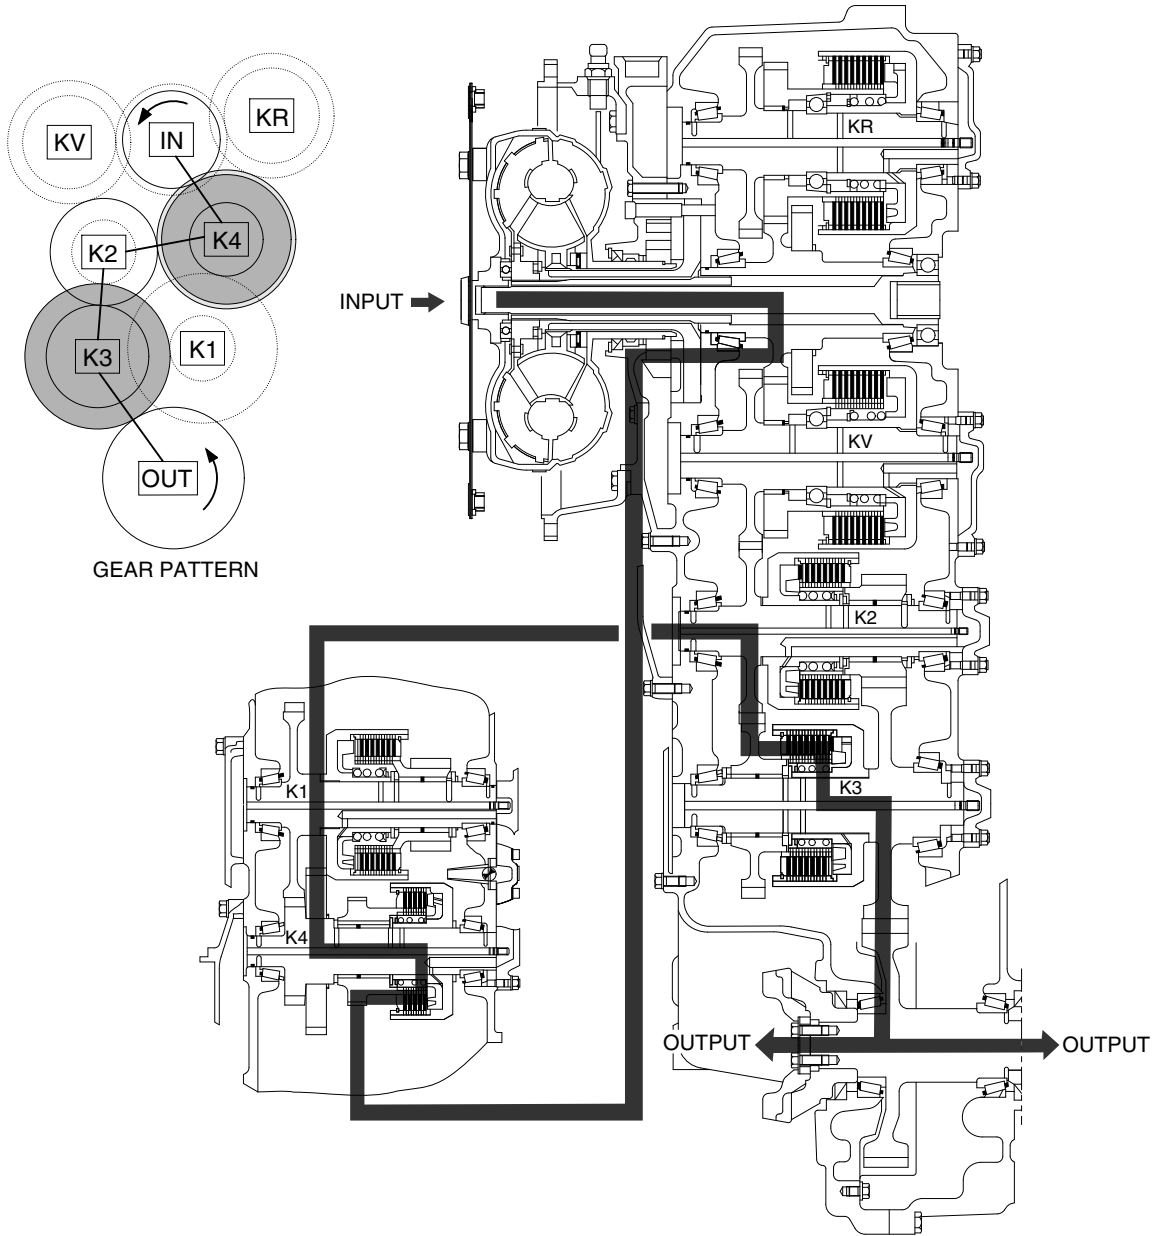 KV
IN
KR
K2
K4
K3
K1
OUT
GEAR PATTERN
INPUT
KR
KV
K2
K3
K1
K4
OUTPUT
OUTPUT